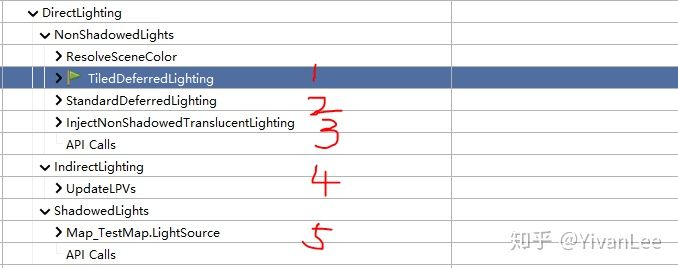 DirectLighting
NonShadowedLights
ResolveSceneColor
TiledDeferredLighting 1
StandardDeferredLighting 2
InjectNonShadowedTranslucentLighting 3
API Calls
IndirectLighting
UpdateLPVs 4
ShadowedLights
Map_TestMap.LightSource 5
API Calls
知乎 @YivanLee